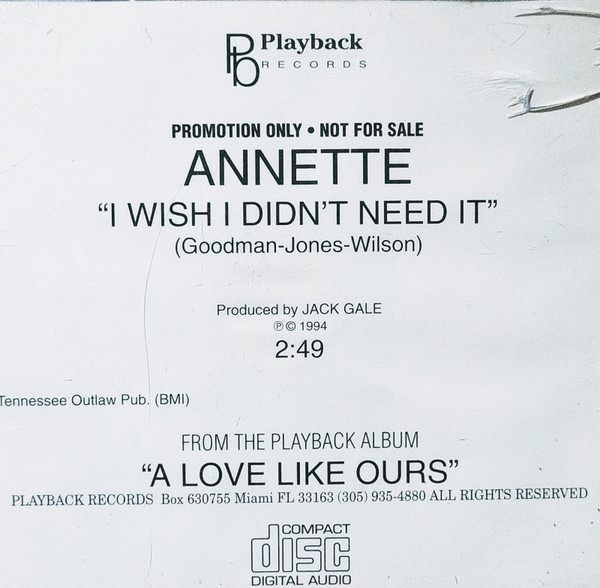 Pb Playback
RECORDS
PROMOTION ONLY • NOT FOR SALE
ANNETTE
“I WISH I DIDN’T NEED IT”
(Goodman-Jones-Wilson)
Produced by JACK GALE
℗© 1994
2:49
Tennessee Outlaw Pub. (BMI)
FROM THE PLAYBACK ALBUM
“A LOVE LIKE OURS”
PLAYBACK RECORDS Box 630755 Miami FL 33163 (305) 935-4880 ALL RIGHTS RESERVED
COMPACT
disc
DIGITAL AUDIO